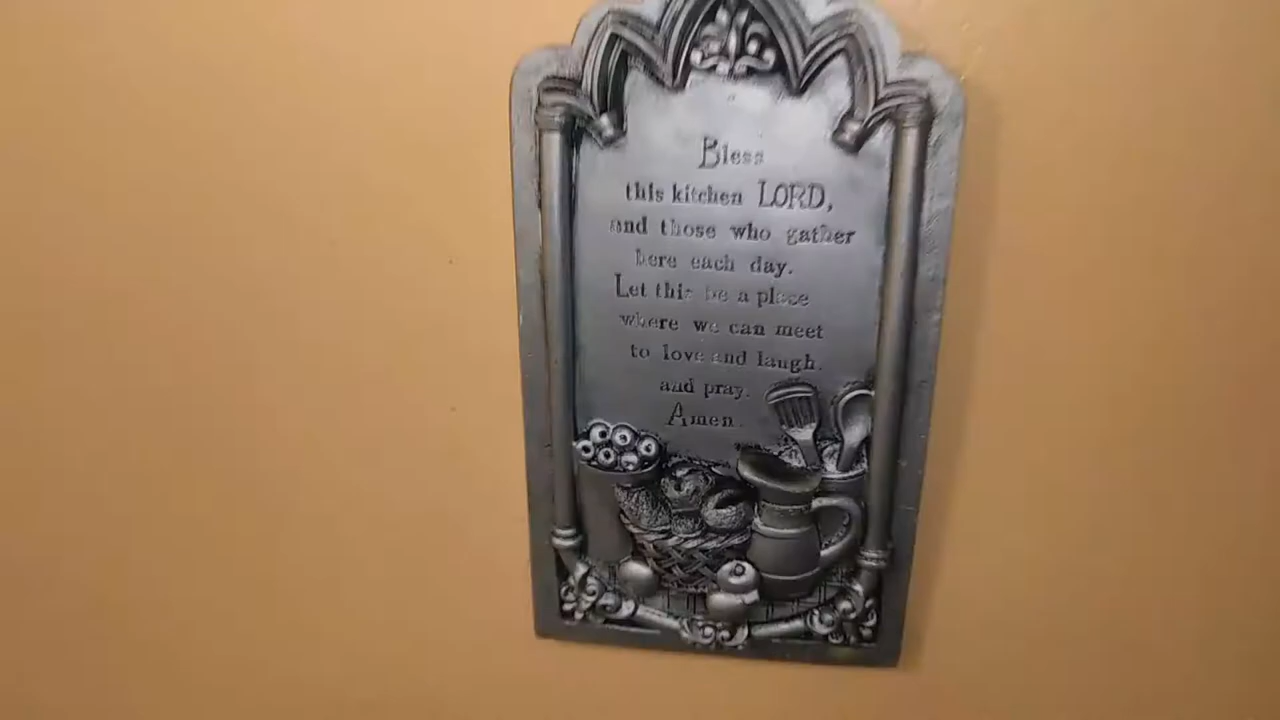 Bless
this kitchen LORD,
and those who gather
here each day.
Let this be a place
where we can meet
to love and laugh.
and pray.
Amen.